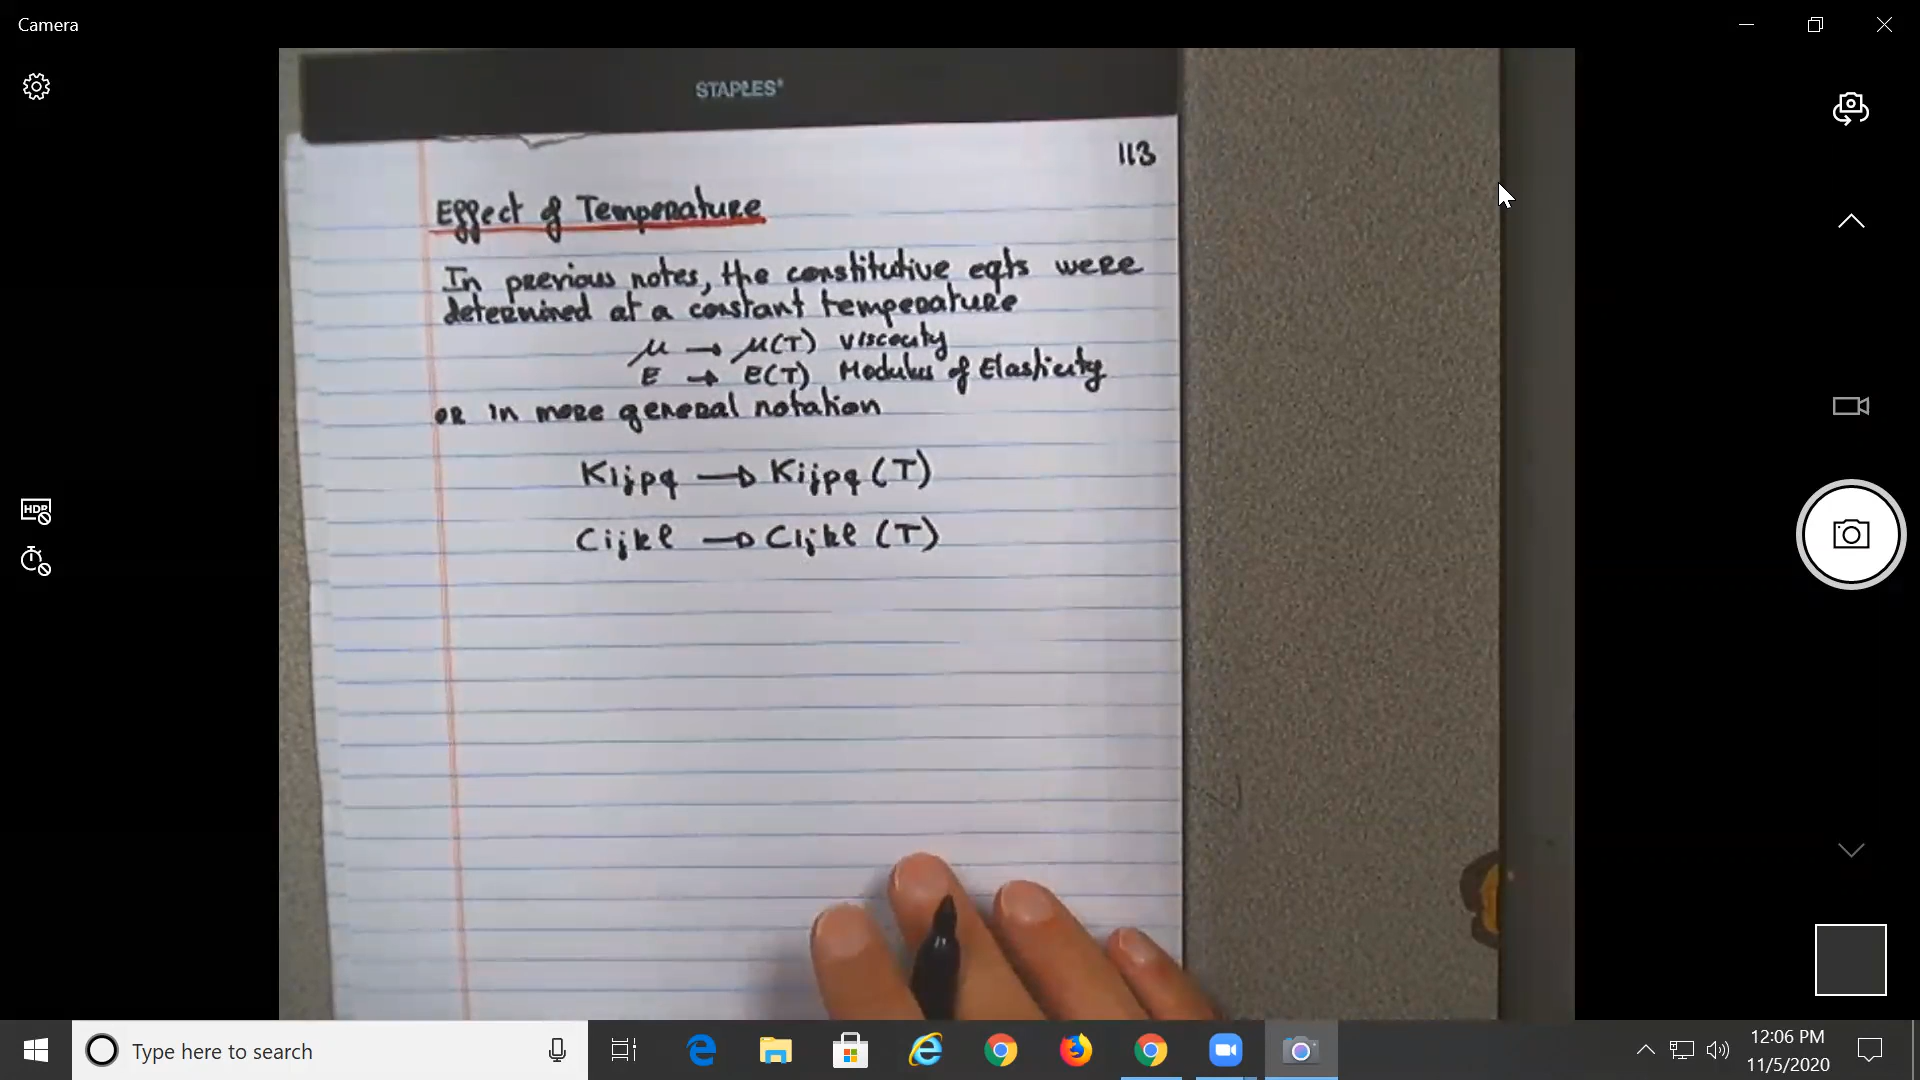 Camera
STAPLES
113
Effect of Temperature
In previous notes, the constitutive eqts were
determined at a constant temperature
μ → μ(T) Viscosity
E → E(T) Modulus of Elasticity
or in more general notation
Kijpq → Kijpq (T)
Cijkl → Cijkl (T)
HDR
Type here to search
12:06 PM
11/5/2020